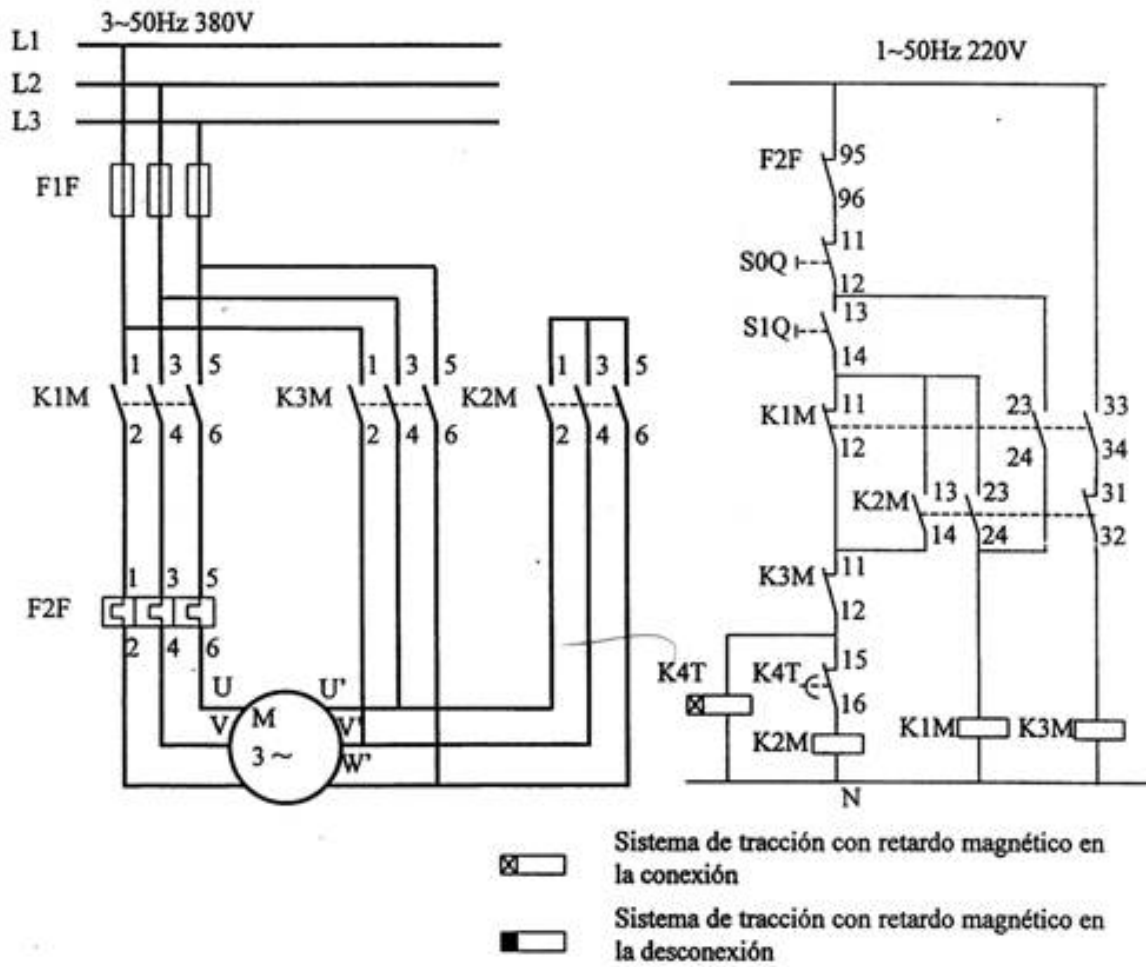 3~50Hz 380V
L1
L2
L3
F1F
1 3 5
K1M
2 4 6
1 3 5
K3M
2 4 6
1 3 5
K2M
2 4 6
1 3 5
F2F
2 4 6
U
V
M
3 ~
U'
V'
W'
1~50Hz 220V
F2F
95
96
S0Q
11
12
S1Q
13
14
K1M
11
12
23
24
33
34
K2M
13
14
23
24
31
32
K3M
11
12
K4T
K4T
15
16
K2M
K1M
K3M
N
Sistema de tracción con retardo magnético en
la conexión
Sistema de tracción con retardo magnético en
la desconexión